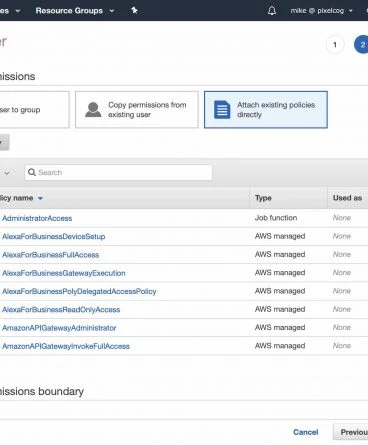 es Resource Groups mike @ pixelcog
er
1 2
missions
ser to group
Copy permissions from existing user
Attach existing policies directly
Search
icy name Type Used as
AdministratorAccess Job function None
AlexaForBusinessDeviceSetup AWS managed None
AlexaForBusinessFullAccess AWS managed None
AlexaForBusinessGatewayExecution AWS managed None
AlexaForBusinessPolyDelegatedAccessPolicy AWS managed None
AlexaForBusinessReadOnlyAccess AWS managed None
AmazonAPIGatewayAdministrator AWS managed None
AmazonAPIGatewayInvokeFullAccess AWS managed None
missions boundary
Cancel Previou